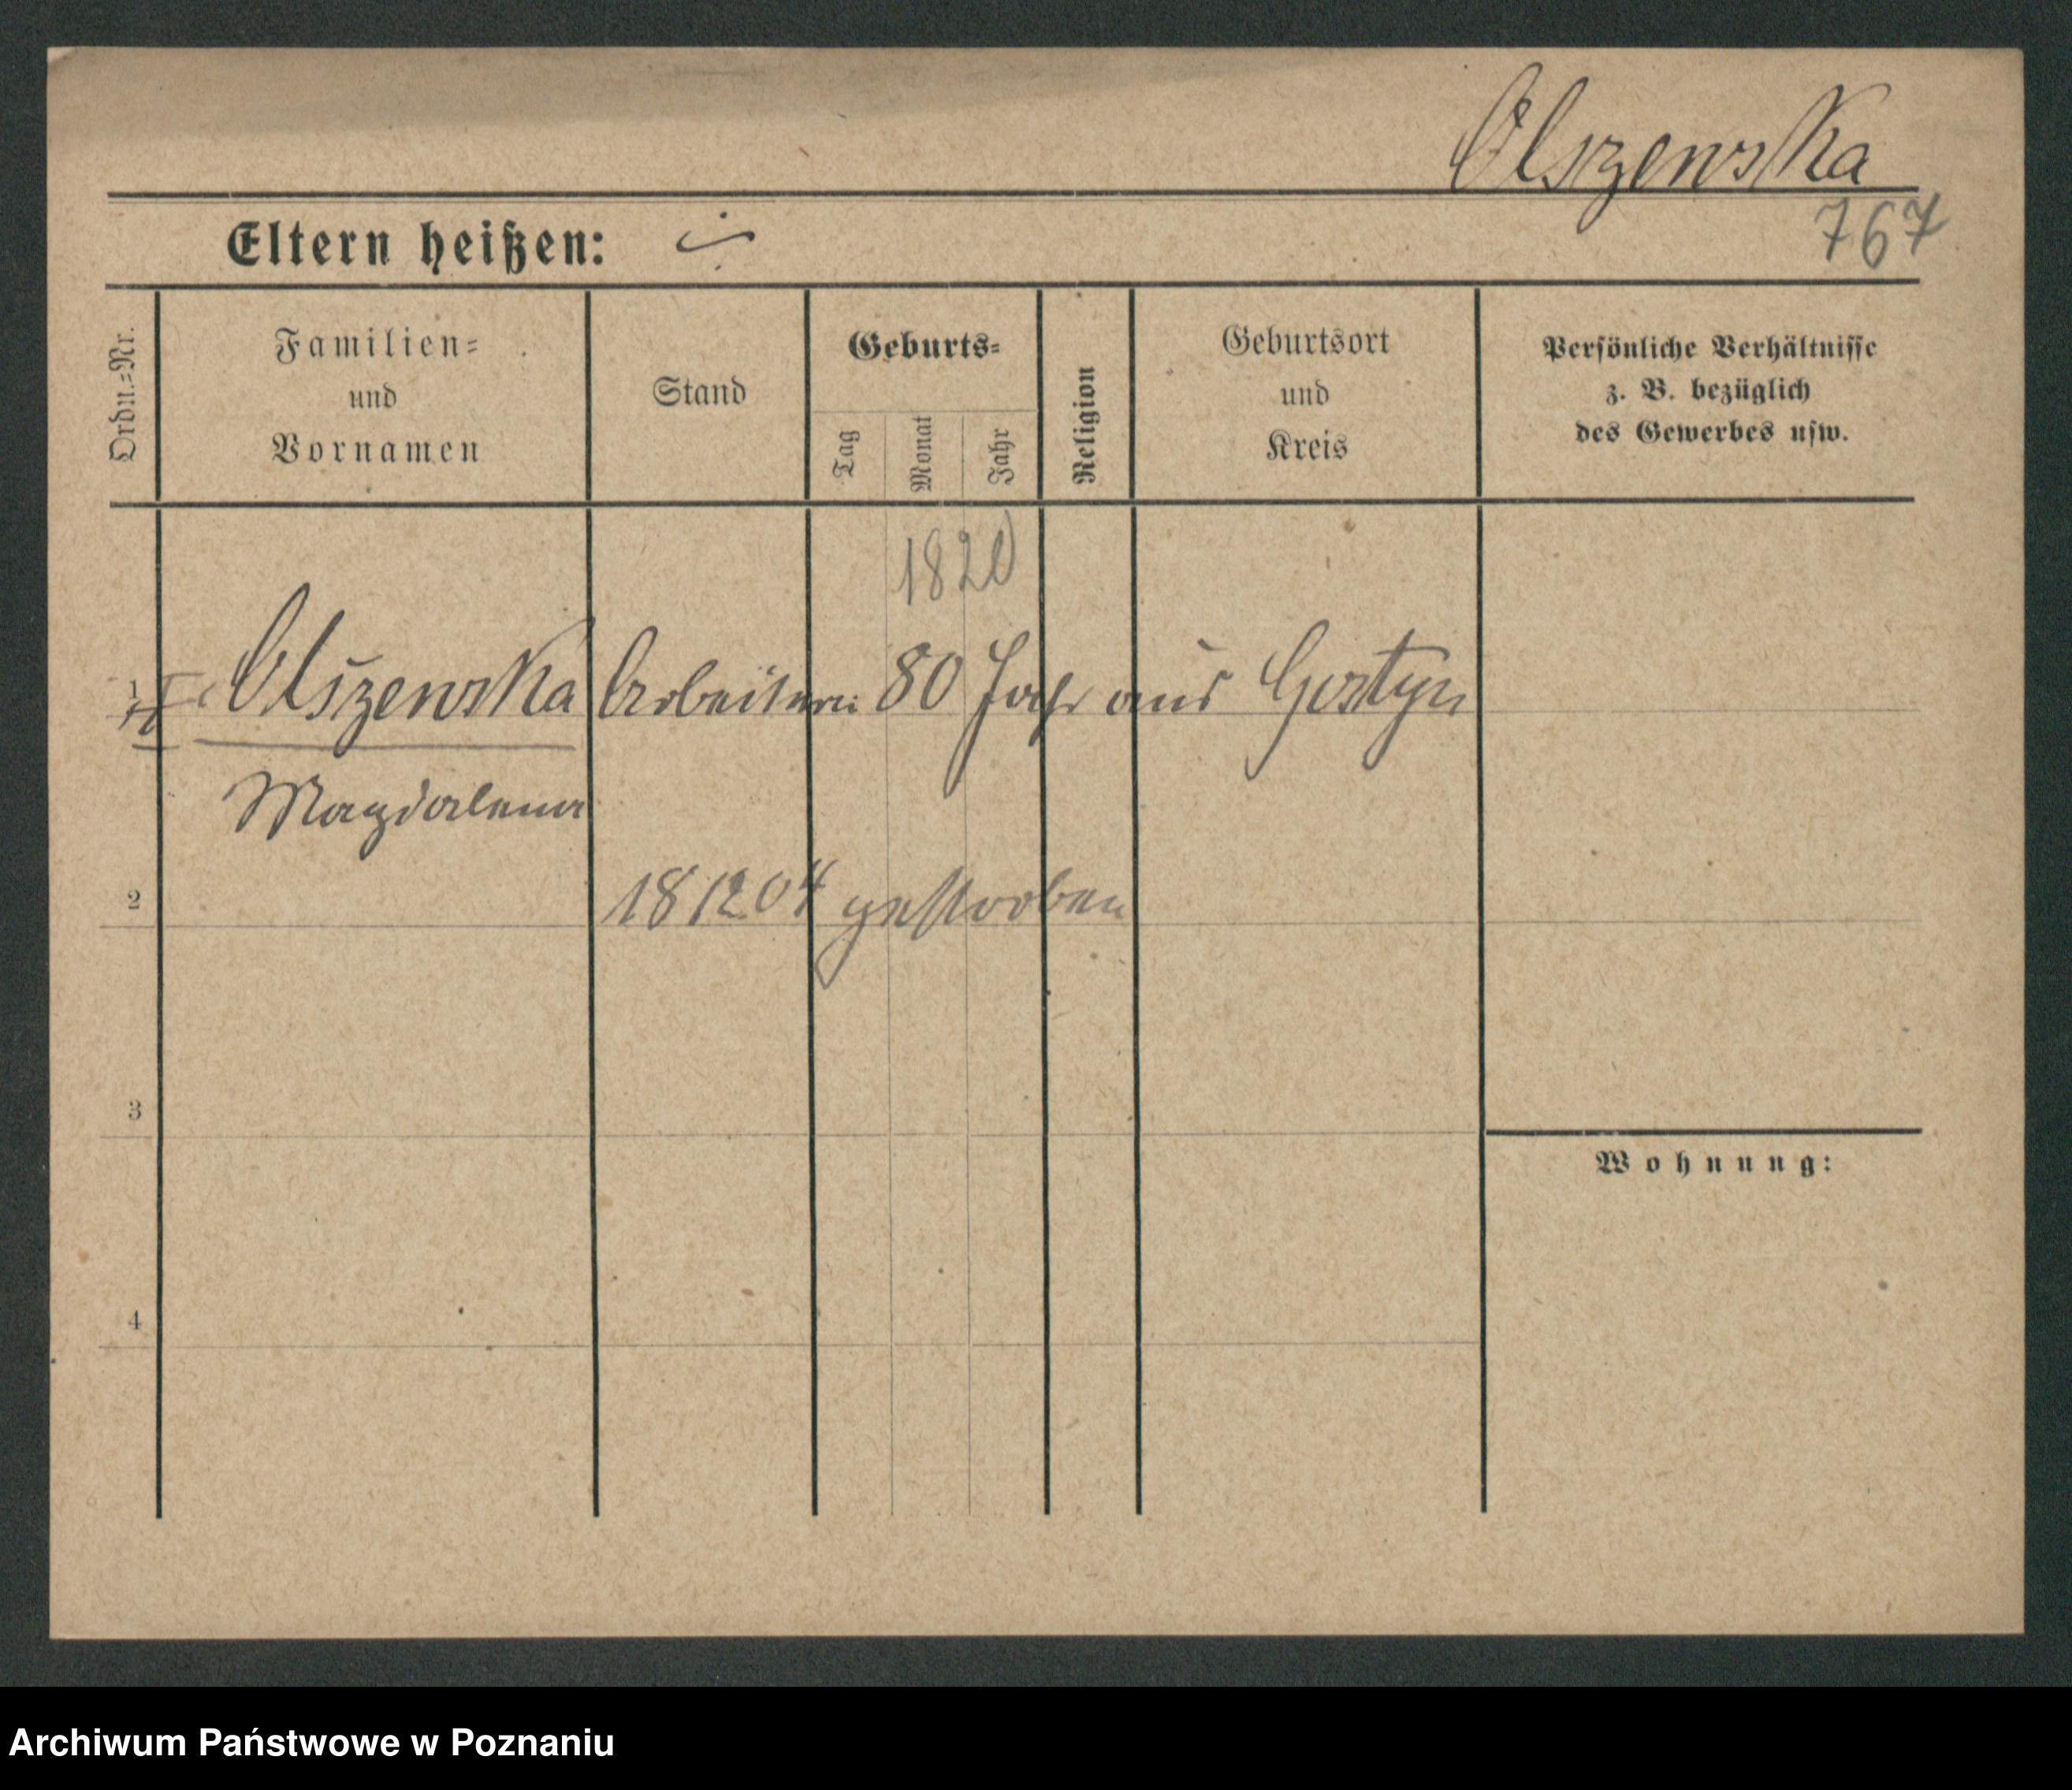 Olszewska
767
Eltern heißen:
Ordn.=Nr.
Familien=
und
Vornamen
Stand
Geburts=
Tag
Monat
Jahr
Religion
Geburtsort
und
Kreis
Persönliche Verhältnisse
z. B. bezüglich
des Gewerbes usw.
1820
1 Olszewska Arbeiterin 80 Jahr aus Gostyn
Magdalena
2 18 12 04 gestorben
3
Wohnung:
4
Archiwum Państwowe w Poznaniu